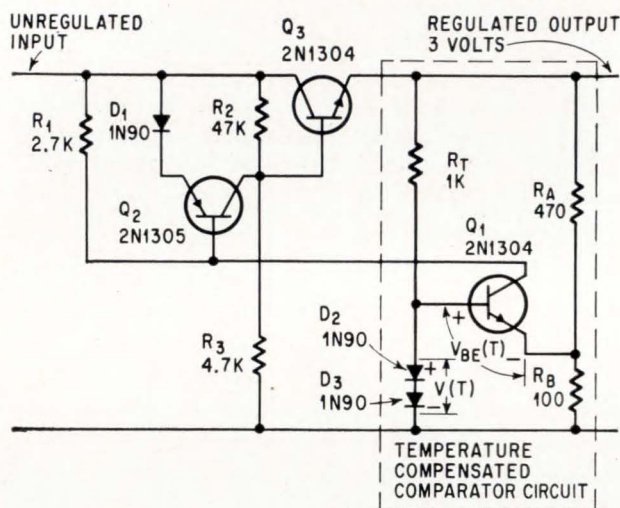 UNREGULATED
INPUT
Q3
2N1304
REGULATED OUTPUT
3 VOLTS
R1
2.7K
D1
1N90
R2
47K
RT
1K
RA
470
Q2
2N1305
Q1
2N1304
R3
4.7K
D2
1N90
+
VBE(T)
−
D3
1N90
+
V(T)
−
RB
100
TEMPERATURE
COMPENSATED
COMPARATOR CIRCUIT